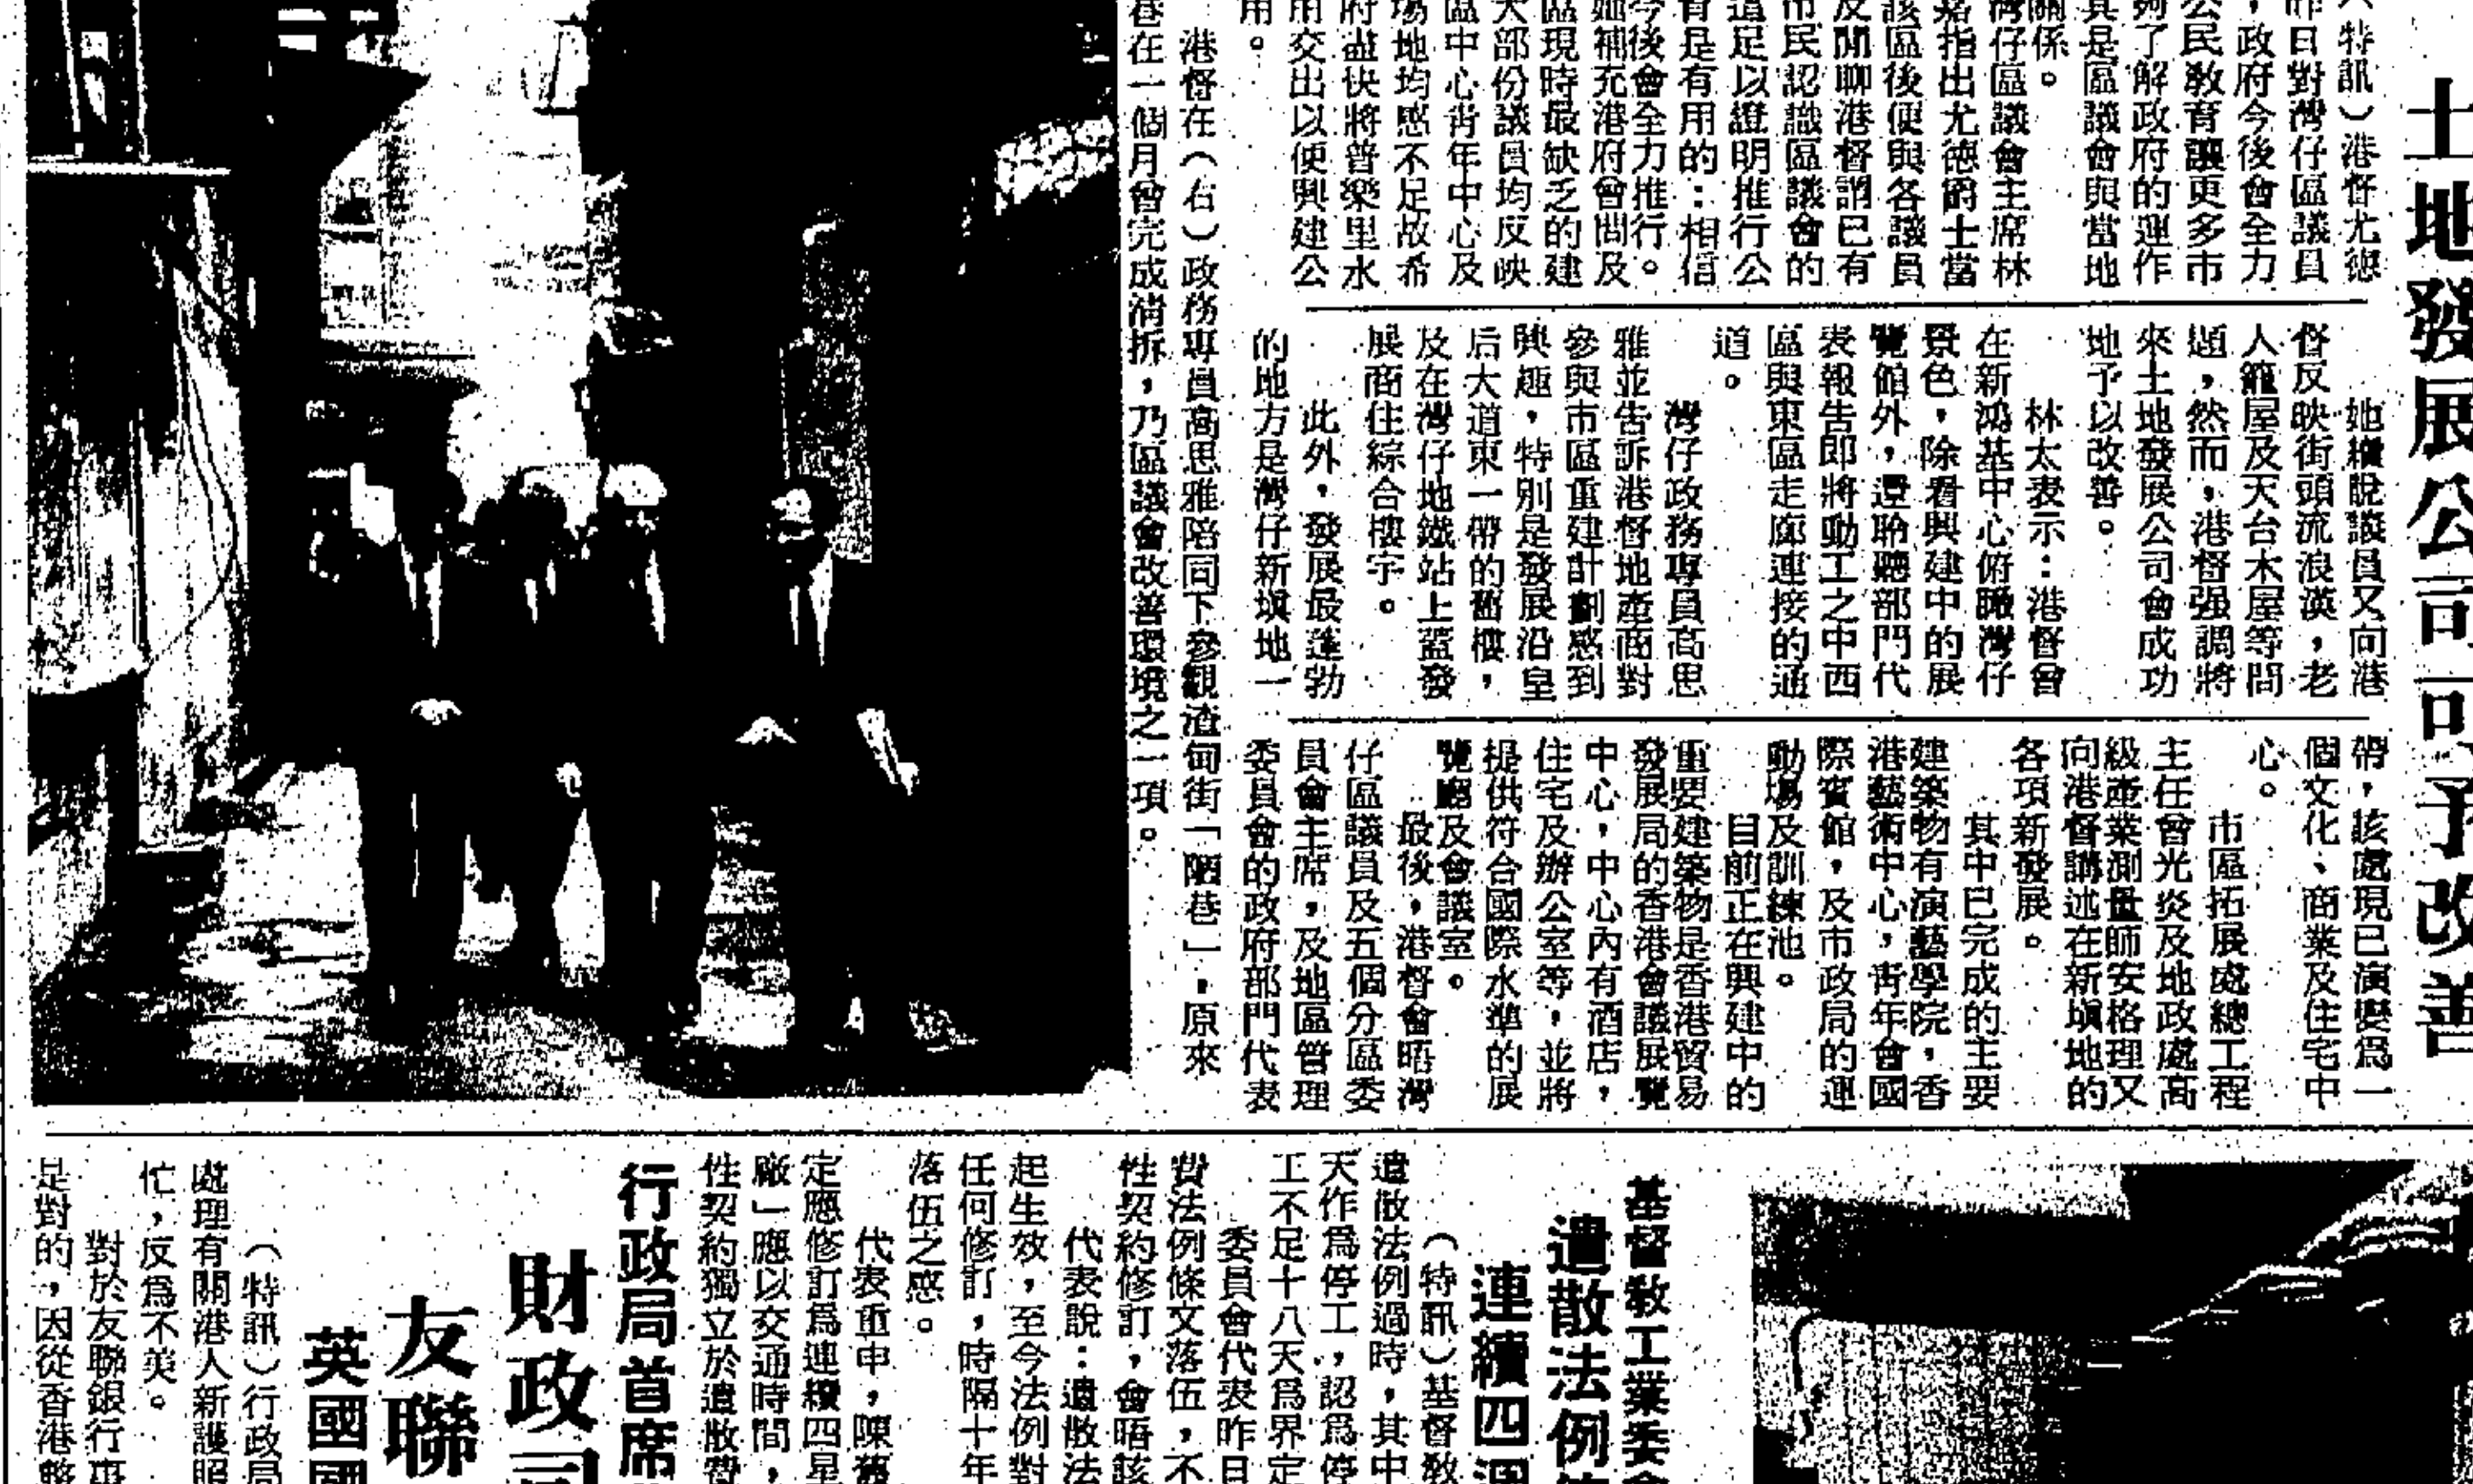 土地發展公司可予改善
（特訊）港督尤德
昨日對灣仔區議員
，政府今後會全力
公民教育讓更多市
夠了解政府的運作
其是區議會與當地
關係。
灣仔區議會主席林
指出尤德爵士當
該區後便與各議員
及閒聊港督謂已有
市民認識區議會的
這足以證明推行公
育是有用的：相信
今後會全力推行。
她補充港府會問及
區現時最缺乏的建
大部份議員均反映
區中心靑年中心及
場地均感不足故希
府盡快將普樂里水
用交出以便興建公
用。
她續說議員又向港
督反映街頭流浪漢，老
人籠屋及天台木屋等問
題，然而，港督强調將
來土地發展公司會成功
地予以改善。
林太表示：港督曾
在新鴻基中心俯瞰灣仔
景色，除看興建中的展
覽館外，還聆聽部門代
表報告即將動工之中西
區與東區走廊連接的通
道。
灣仔政務專員高思
雅並告訴港督地產商對
參與市區重建計劃感到
興趣，特別是發展沿皇
后大道東一帶的舊樓，
及在灣仔地鐵站上蓋發
展商住綜合樓宇。
此外，發展最蓬勃
的地方是灣仔新塡地一
帶，該處現已演變爲一
個文化、商業及住宅中
心。
市區拓展處總工程
主任曾光炎及地政處高
級產業測量師安格理又
向港督講述在新塡地的
各項新發展。
其中已完成的主要
建築物有演藝學院，香
港藝術中心，靑年會國
際賓館，及市政局的運
動場及訓練池。
目前正在興建中的
重要建築物是香港貿易
發展局的香港會議展覽
中心，中心內有酒店，
住宅及辦公室等，並將
提供符合國際水準的展
覽廳及會議室。
最後，港督會晤灣
仔區議員及五個分區委
員會主席，及地區管理
委員會的政府部門代表
港督在（右）政務專員高思雅陪同下參觀渣甸街「陋巷」，原來
巷在一個月會完成淸拆，乃區議會改善環境之一項。
基督敎工業委會
遣散法例
連續四週
（特訊）基督敎
遣散法例過時，其中
天作爲停工，認爲停
工不足十八天爲界定
委員會代表昨日
費法例條文落伍，不
性契約修訂，會晤該
代表說：遣散法
起生效，至今法例對
任何修訂，時隔十年
落伍之感。
代表重申，陳舊
定應修訂爲連續四星
廠」應以交通時間，
性契約獨立於遣散費
行政局首席
財政司
友聯
英國國
（特訊）行政局
處理有關港人新護照
忙，反爲不美。
對於友聯銀行事
是對的，因從香港整